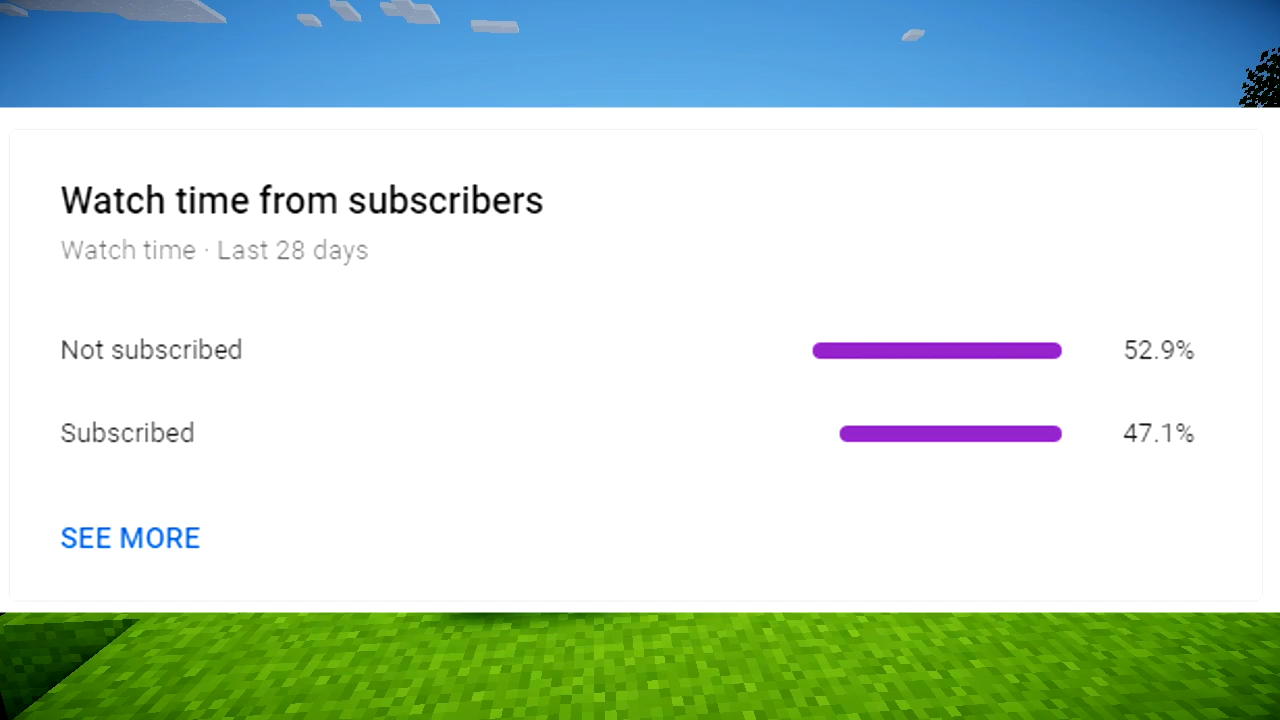 Watch time from subscribers
Watch time · Last 28 days
Not subscribed 52.9%
Subscribed 47.1%
SEE MORE